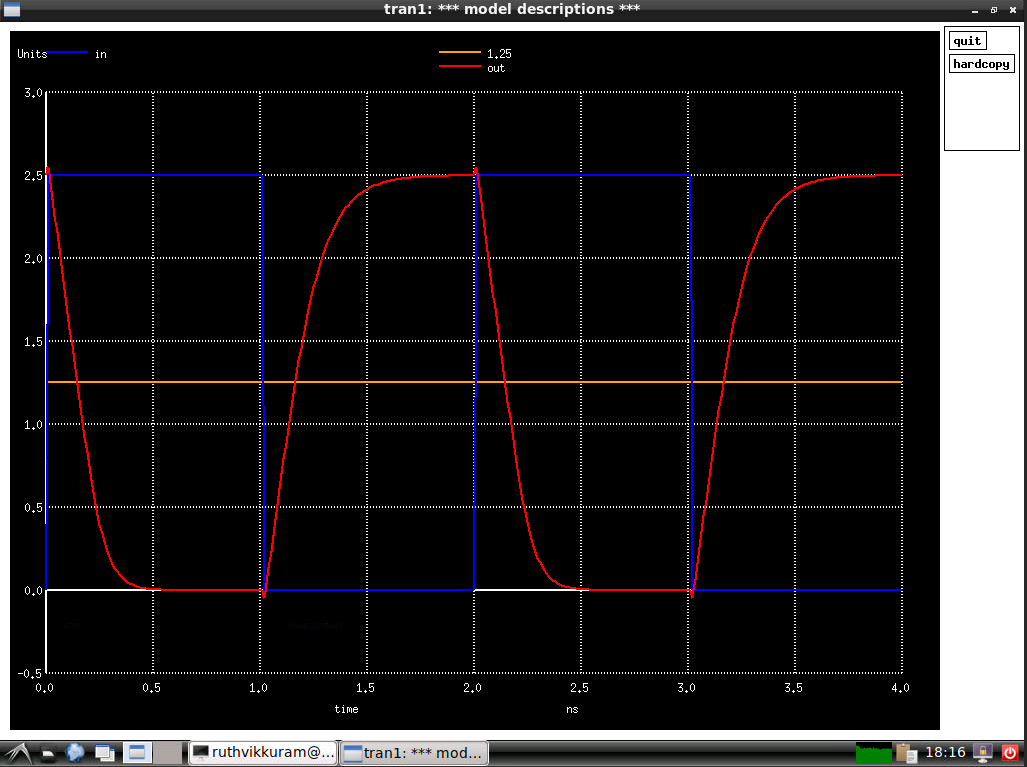 tran1: *** model descriptions ***
quit
hardcopy
Units in 1.25
out
3.0
2.5
2.0
1.5
1.0
0.5
0.0
-0.5
0.0 0.5 1.0 1.5 2.0 2.5 3.0 3.5 4.0
time ns
ruthvikkuram@... tran1: *** mod... 18:16